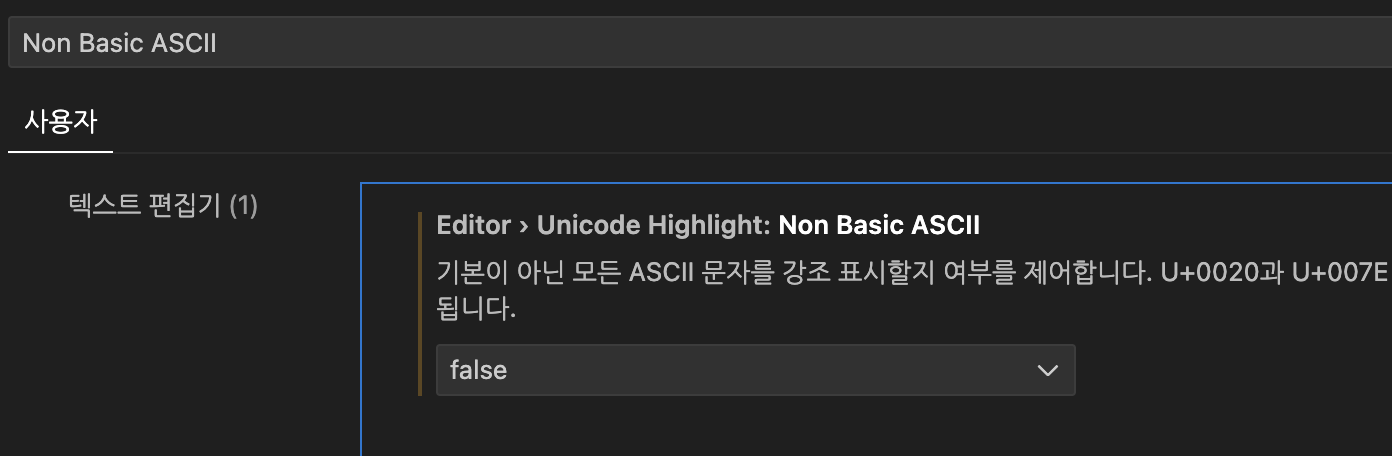 Non Basic ASCII
사용자
텍스트 편집기 (1)
Editor › Unicode Highlight: Non Basic ASCII
기본이 아닌 모든 ASCII 문자를 강조 표시할지 여부를 제어합니다. U+0020과 U+007E
됩니다.
false